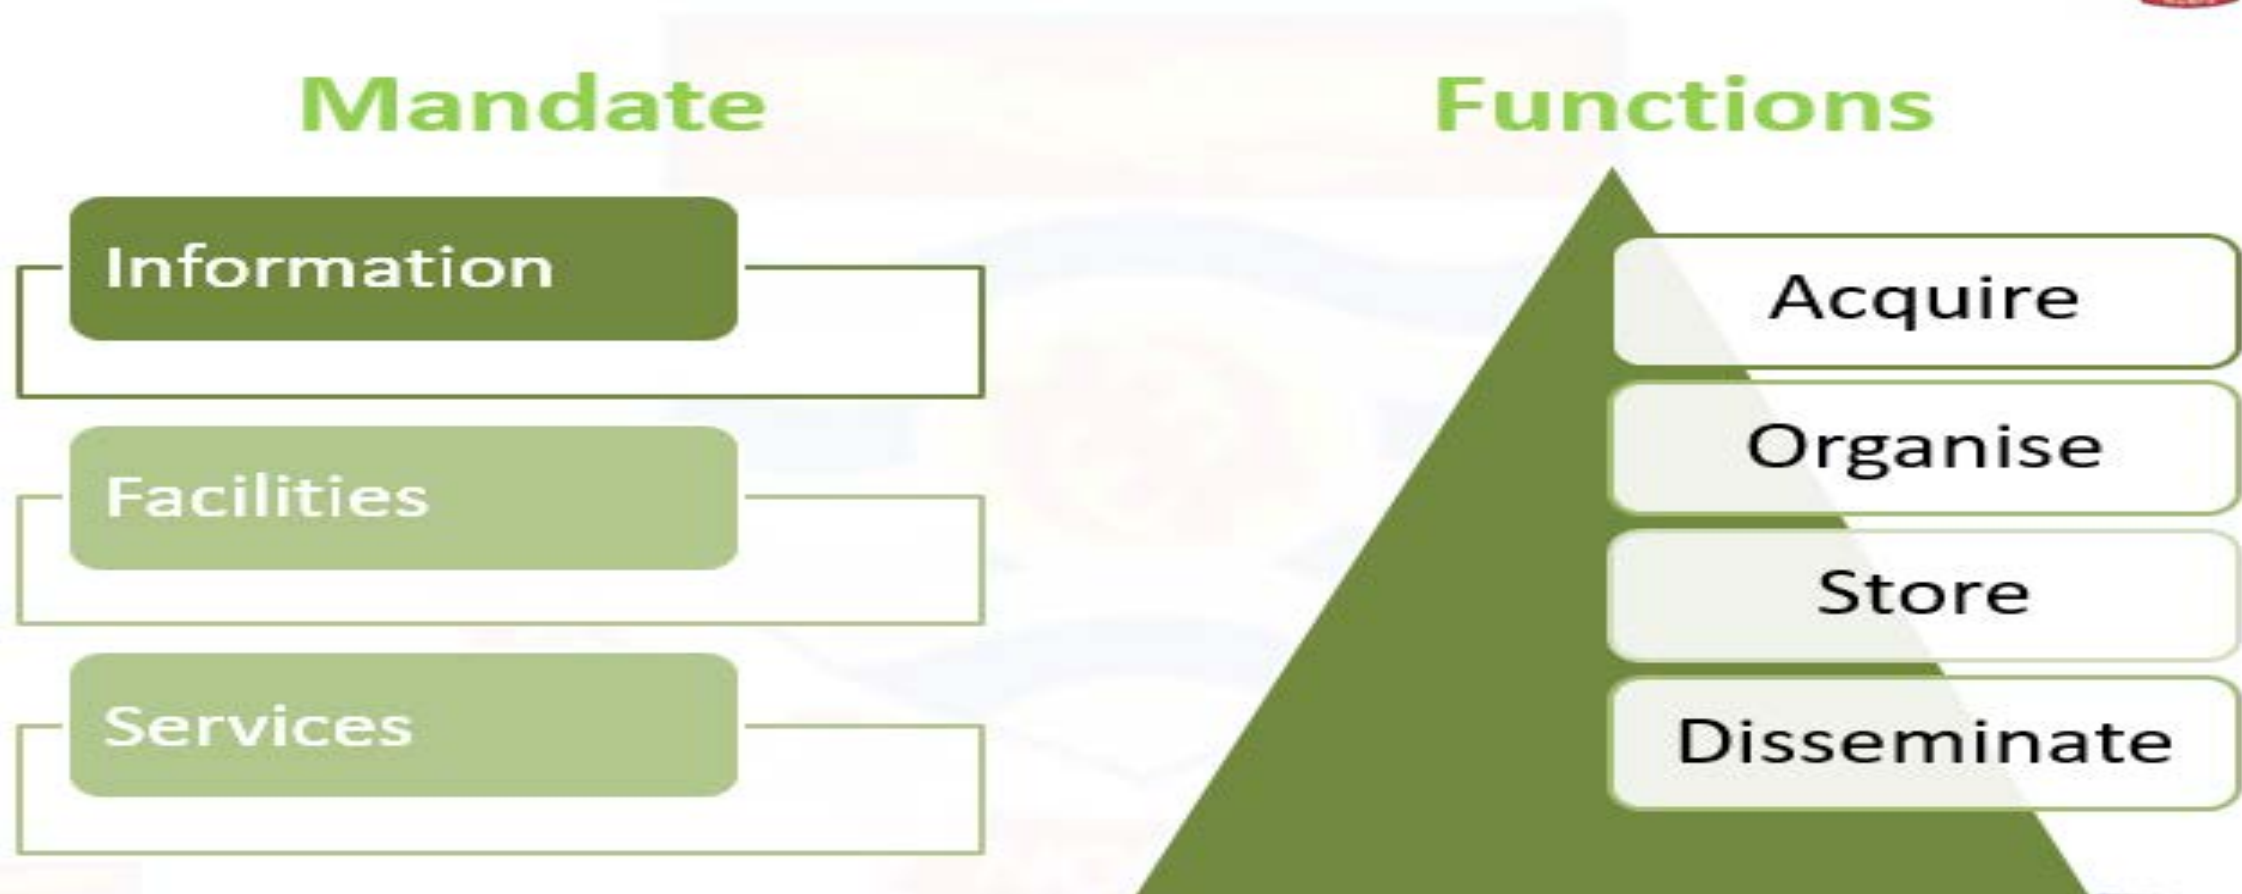 Mandate
Information
Facilities
Services
Functions
Acquire
Organise
Store
Disseminate